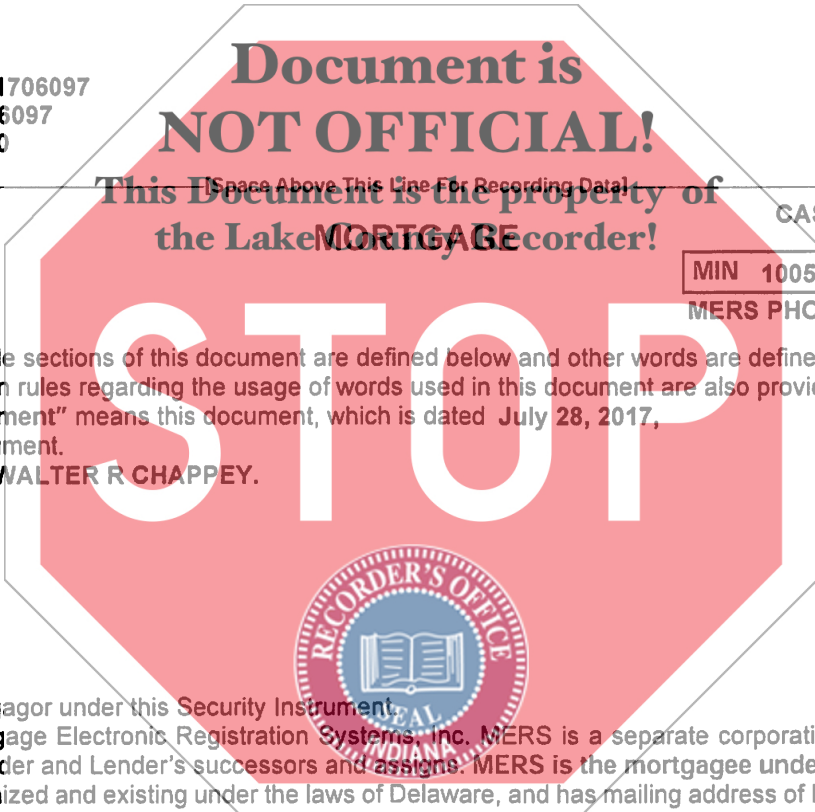 Document is
NOT OFFICIAL!
1706097
6097
0
[Space Above This Line For Recording Data]
This Document is the property of
the Lake County Recorder!
MORTGAGE
CAS
MIN 1005
MERS PHO
STOP
le sections of this document are defined below and other words are define
n rules regarding the usage of words used in this document are also provi
ment" means this document, which is dated July 28, 2017,
ment.
WALTER R CHAPPEY.
RECORDER'S OFFICE
SEAL
INDIANA
agor under this Security Instrument.
gage Electronic Registration Systems, Inc. MERS is a separate corporati
der and Lender's successors and assigns. MERS is the mortgagee unde
nized and existing under the laws of Delaware, and has mailing address of